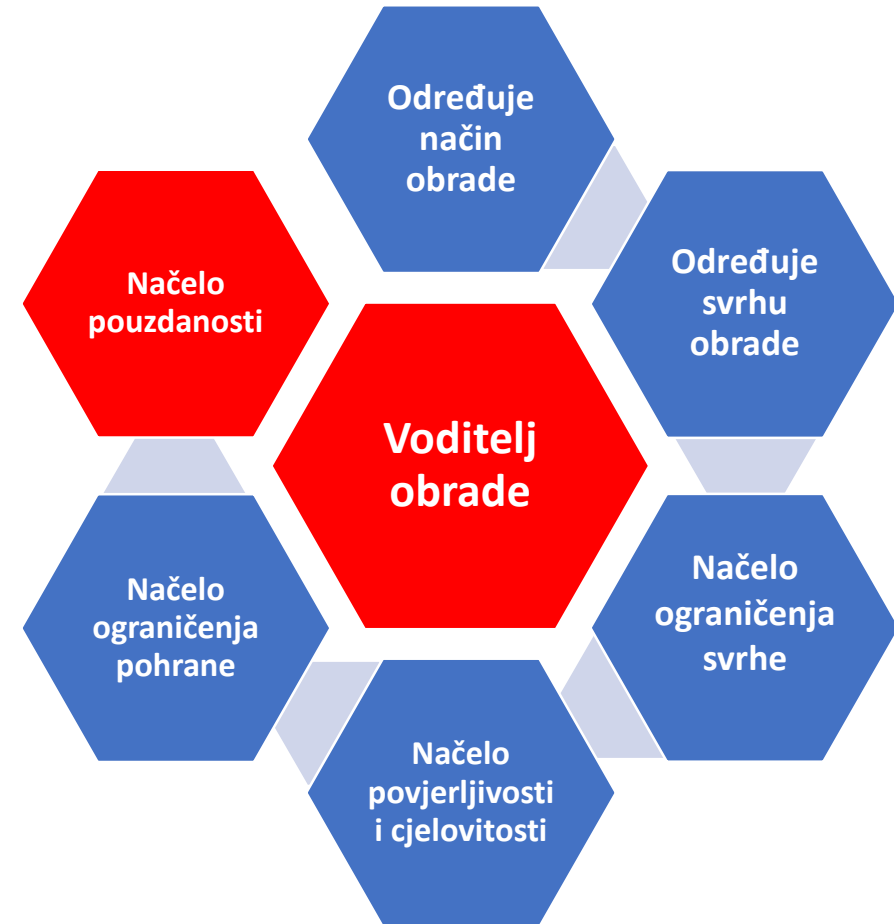 Određuje
način
obrade
Određuje
svrhu
obrade
Načelo
ograničenja
svrhe
Načelo
povjerljivosti
i cjelovitosti
Načelo
ograničenja
pohrane
Načelo
pouzdanosti
Voditelj
obrade